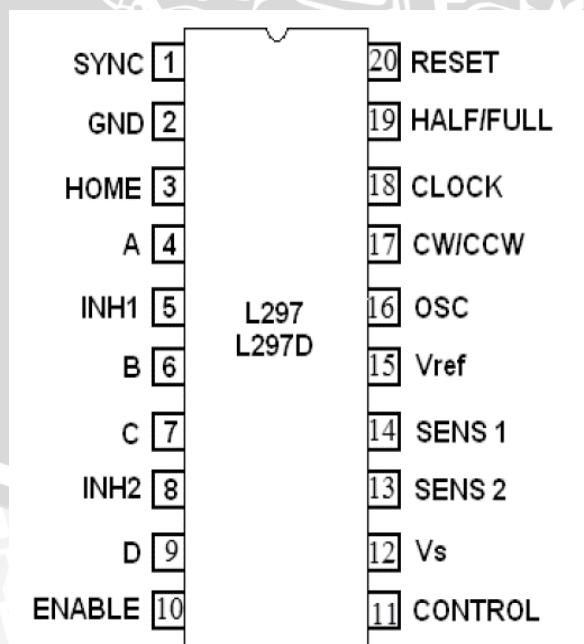 SYNC 1
GND 2
HOME 3
A 4
INH1 5
B 6
C 7
INH2 8
D 9
ENABLE 10
L297
L297D
20 RESET
19 HALF/FULL
18 CLOCK
17 CW/CCW
16 OSC
15 Vref
14 SENS 1
13 SENS 2
12 Vs
11 CONTROL